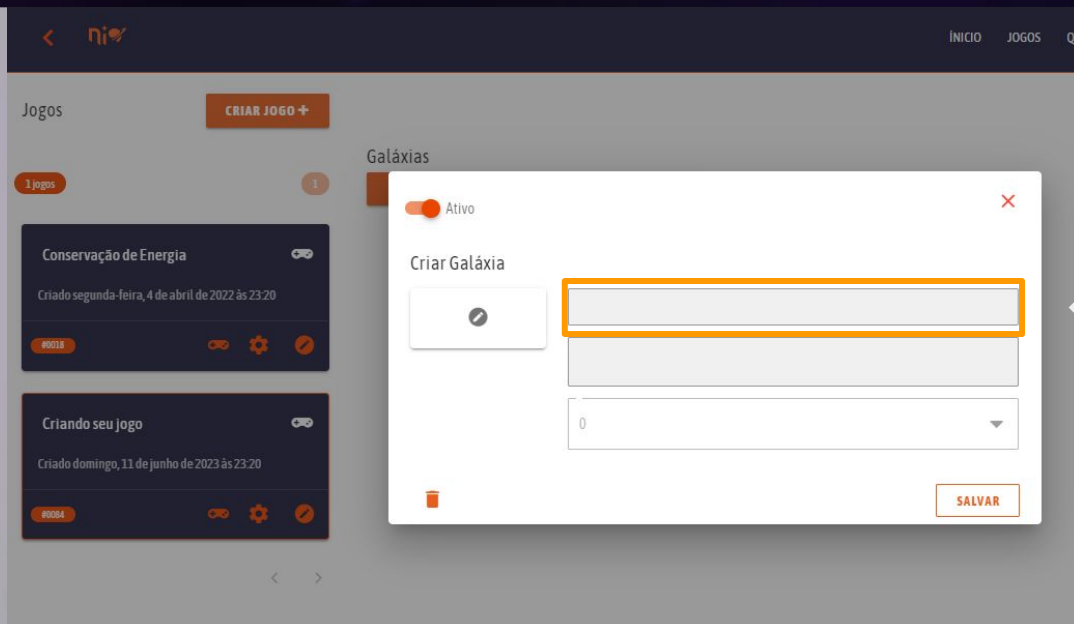 nio
ÍNICIO JOGOS Q
Jogos
CRIAR JOGO +
1 jogos
1
Conservação de Energia
Criado segunda-feira, 4 de abril de 2022 às 23:20
#0018
Criando seu jogo
Criado domingo, 11 de junho de 2023 às 23:20
#0084
Galáxias
Ativo
Criar Galáxia
0
SALVAR